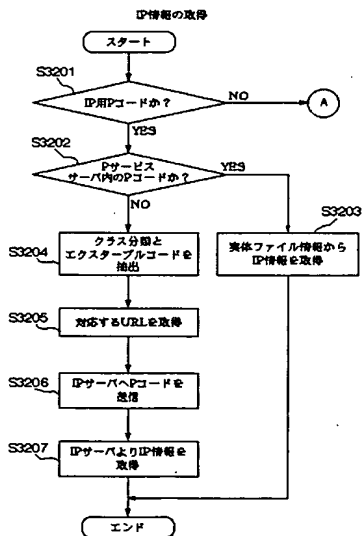 IP情報の取得
スタート
S3201
IP用Pコードか？
NO
A
YES
S3202
Pサービス
サーバ内のPコードか？
YES
NO
S3203
実体ファイル情報から
IP情報を取得
S3204
クラス分類と
エクスターブルコードを
抽出
S3205
対応するURLを取得
S3206
IPサーバへPコードを
送信
S3207
IPサーバよりIP情報を
取得
エンド